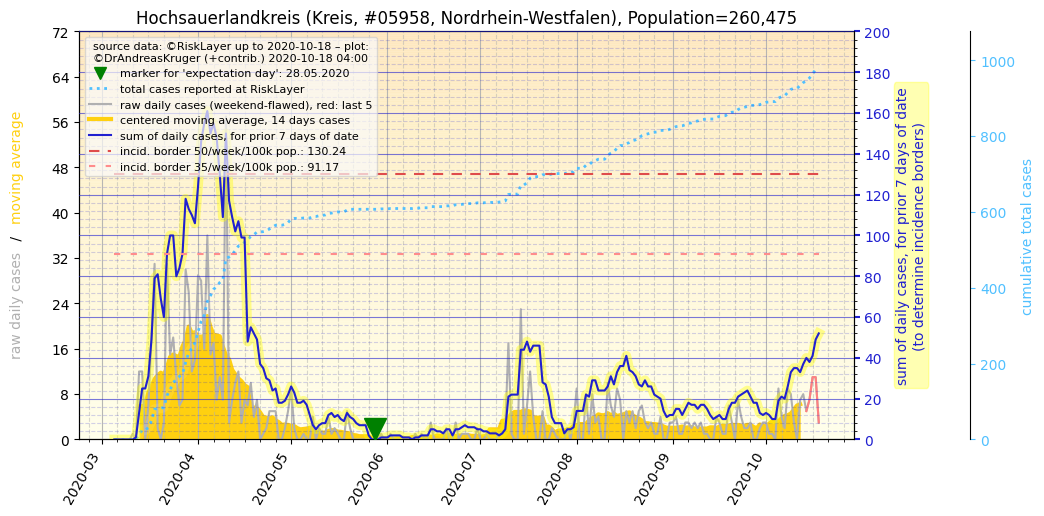 Hochsauerlandkreis (Kreis, #05958, Nordrhein-Westfalen), Population=260,475
source data: ©RiskLayer up to 2020-10-18 – plot:
©DrAndreasKruger (+contrib.) 2020-10-18 04:00
marker for 'expectation day': 28.05.2020
total cases reported at RiskLayer
raw daily cases (weekend-flawed), red: last 5
centered moving average, 14 days cases
sum of daily cases, for prior 7 days of date
incid. border 50/week/100k pop.: 130.24
incid. border 35/week/100k pop.: 91.17
raw daily cases / moving average
72
64
56
48
40
32
24
16
8
0
2020-03
2020-04
2020-05
2020-06
2020-07
2020-08
2020-09
2020-10
200
180
160
140
120
100
80
60
40
20
0
sum of daily cases, for prior 7 days of date
(to determine incidence borders)
1000
800
600
400
200
0
cumulative total cases